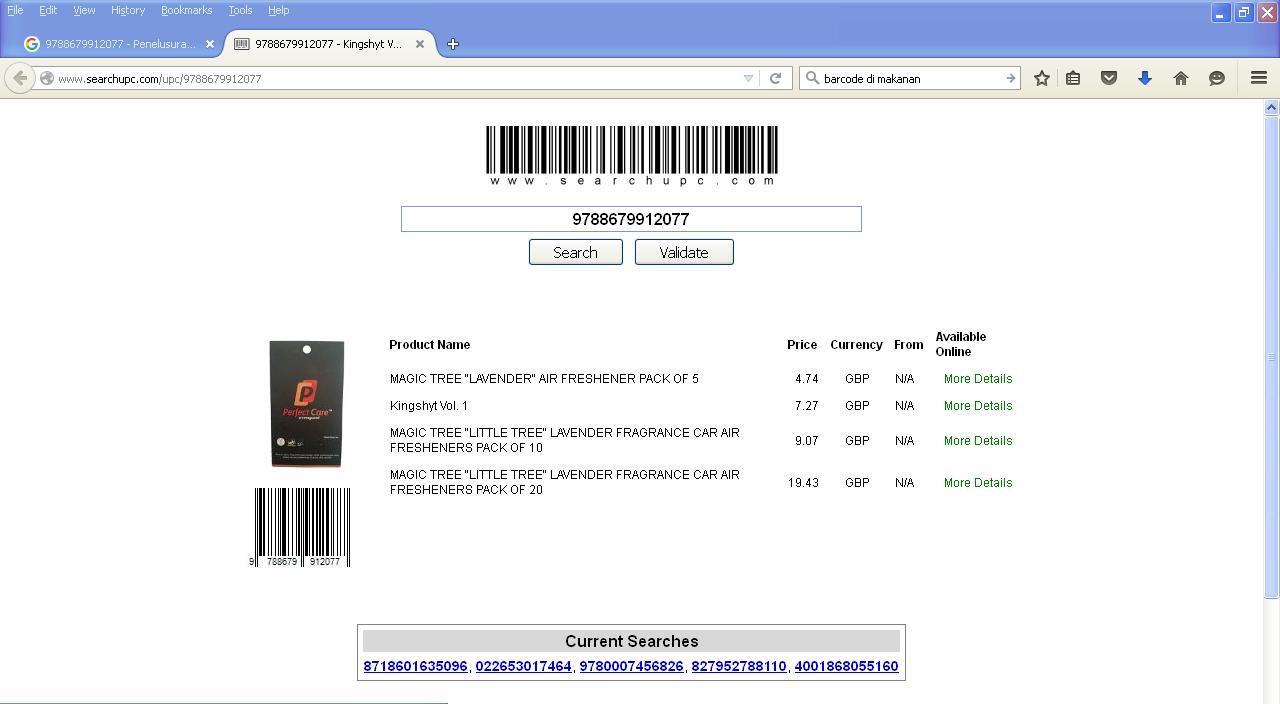 File Edit View History Bookmarks Tools Help
9788679912077 - Penelusura... 9788679912077 - Kingshyt V...
www.searchupc.com/upc/9788679912077 barcode di makanan
www.searchupc.com
9788679912077
Search Validate
Product Name Price Currency From Available Online
MAGIC TREE "LAVENDER" AIR FRESHENER PACK OF 5 4.74 GBP N/A More Details
Kingshyt Vol. 1 7.27 GBP N/A More Details
MAGIC TREE "LITTLE TREE" LAVENDER FRAGRANCE CAR AIR
FRESHENERS PACK OF 10 9.07 GBP N/A More Details
MAGIC TREE "LITTLE TREE" LAVENDER FRAGRANCE CAR AIR
FRESHENERS PACK OF 20 19.43 GBP N/A More Details
Perfect Care™
9 788679 912077
Current Searches
8718601635096, 022653017464, 9780007456826, 827952788110, 4001868055160